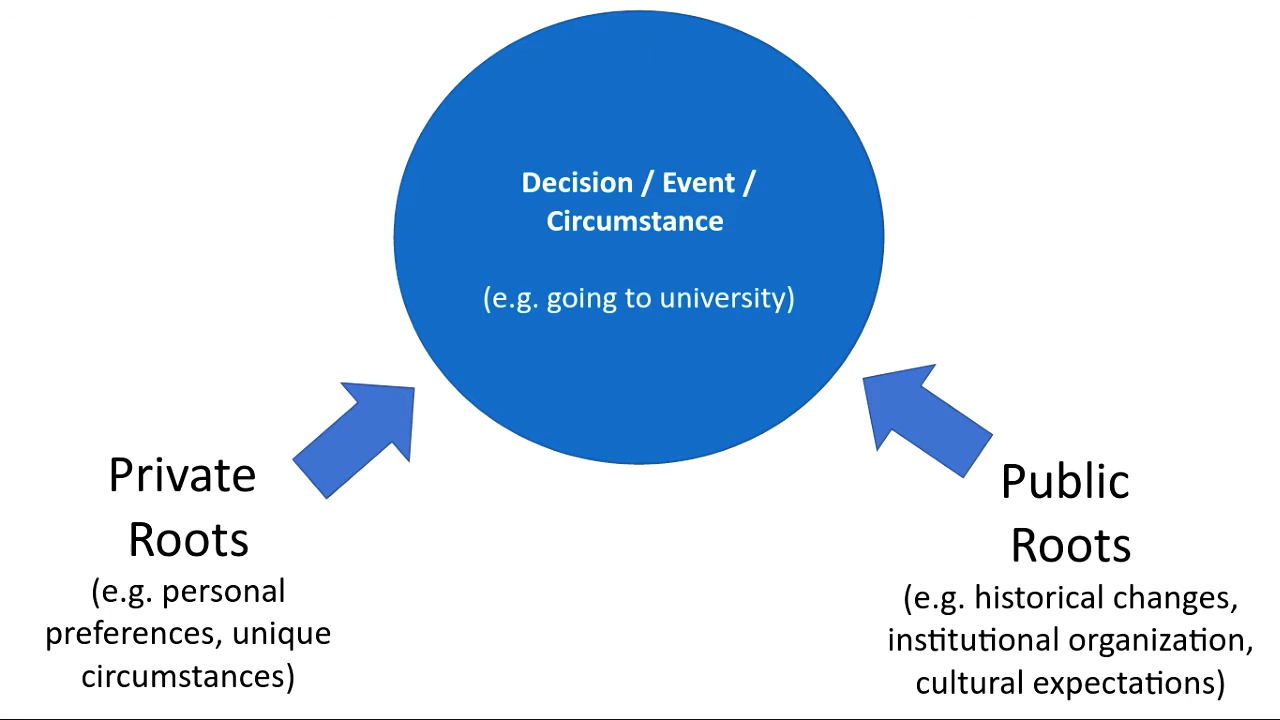 Decision / Event /
Circumstance
(e.g. going to university)
Private
Roots
(e.g. personal
preferences, unique
circumstances)
Public
Roots
(e.g. historical changes,
institutional organization,
cultural expectations)